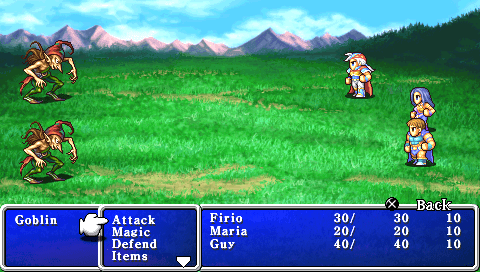 Back
Goblin
Attack
Magic
Defend
Items
Firio 30/ 30 10
Maria 20/ 20 10
Guy 40/ 40 10